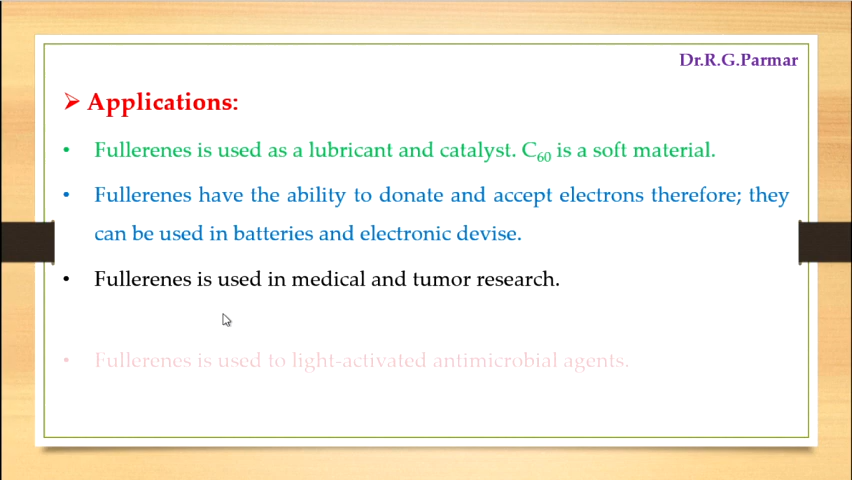 Dr.R.G.Parmar
➢ Applications:
• Fullerenes is used as a lubricant and catalyst. C₆₀ is a soft material.
• Fullerenes have the ability to donate and accept electrons therefore; they
can be used in batteries and electronic devise.
• Fullerenes is used in medical and tumor research.
• Fullerenes is used to light-activated antimicrobial agents.